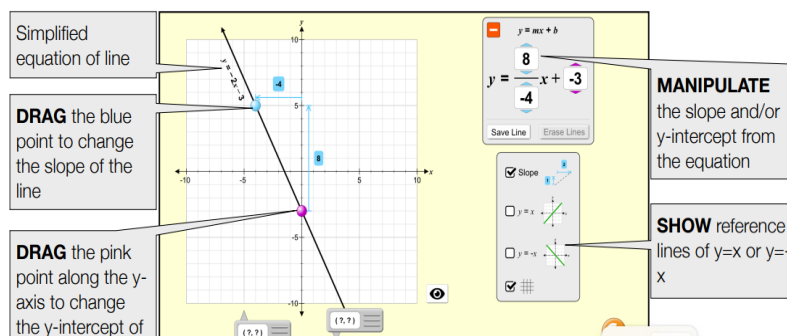 Simplified
equation of line
DRAG the blue
point to change
the slope of the
line
DRAG the pink
point along the y-
axis to change
the y-intercept of
y
10
5
-5
-10
-10
-5
5
10
x
y = -2x - 3
-4
8
(?, ?)
(?, ?)
y = mx + b
8
y = x + -3
-4
Save Line
Erase Lines
Slope
2
1
y = x
y = -x
MANIPULATE
the slope and/or
y-intercept from
the equation
SHOW reference
lines of y=x or y=-
x